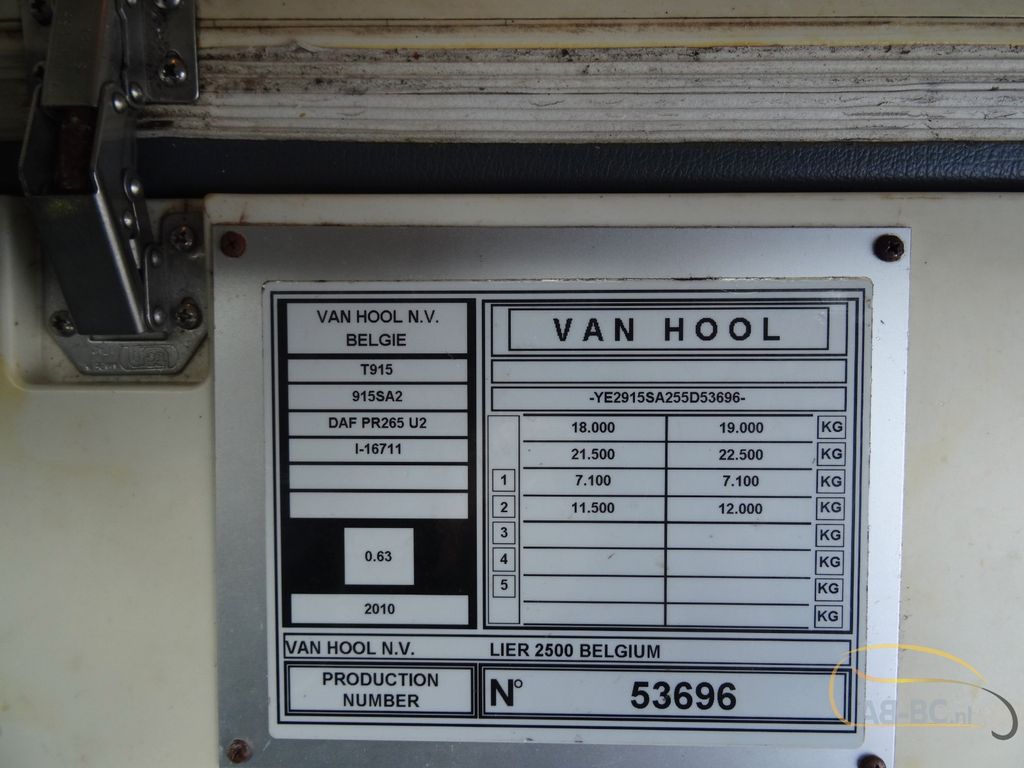 VAN HOOL N.V.
BELGIE
T915
915SA2
DAF PR265 U2
I-16711
0.63
2010
VAN HOOL
-YE2915SA255D53696-
18.000 19.000 KG
21.500 22.500 KG
1 7.100 7.100 KG
2 11.500 12.000 KG
3 KG
4 KG
5 KG
KG
VAN HOOL N.V. LIER 2500 BELGIUM
PRODUCTION
NUMBER
N° 53696
AB-BC.nl